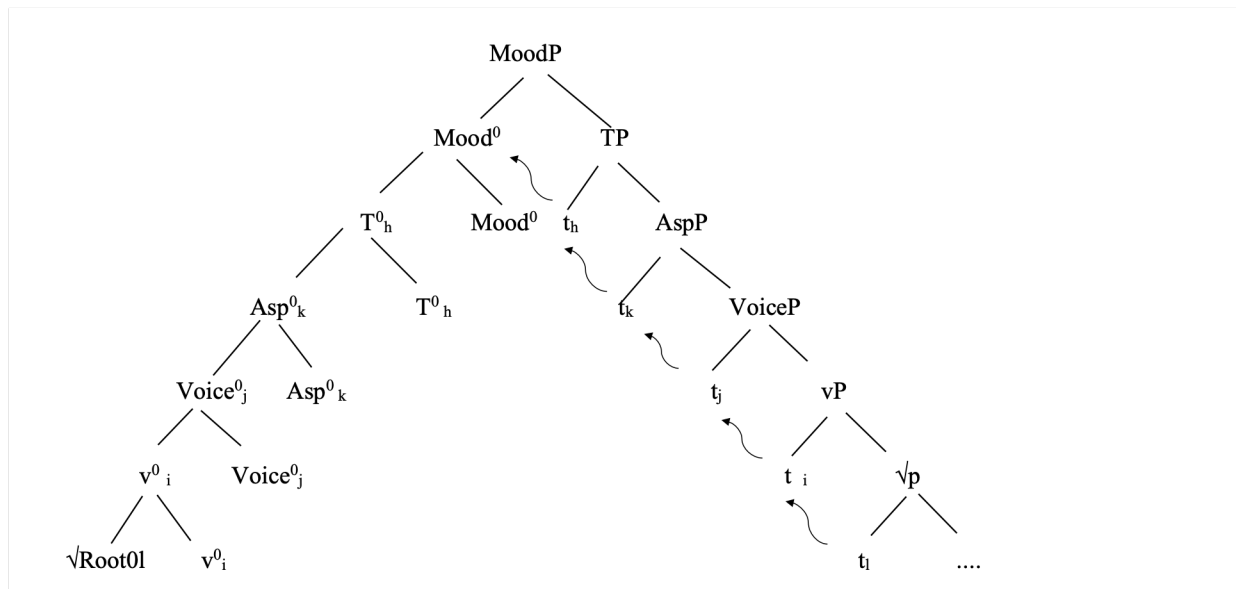 MoodP
Mood⁰ TP
T⁰ₕ Mood⁰ tₕ AspP
Asp⁰ₖ T⁰ ₕ tₖ VoiceP
Voice⁰ⱼ Asp⁰ ₖ tⱼ vP
v⁰ ᵢ Voice⁰ⱼ t ᵢ √p
√Root0l v⁰ᵢ tₗ ....